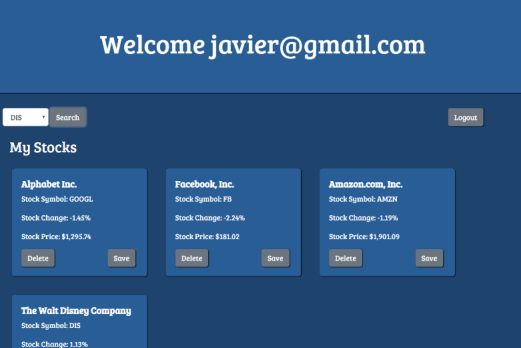 Welcome javier@gmail.com
DIS Search Logout
My Stocks
Alphabet Inc.
Stock Symbol: GOOGL
Stock Change: -1.45%
Stock Price: $1,295.74
Delete Save
Facebook, Inc.
Stock Symbol: FB
Stock Change: -2.24%
Stock Price: $181.02
Delete Save
Amazon.com, Inc.
Stock Symbol: AMZN
Stock Change: -1.19%
Stock Price: $1,901.09
Delete Save
The Walt Disney Company
Stock Symbol: DIS
Stock Change: 1.13%